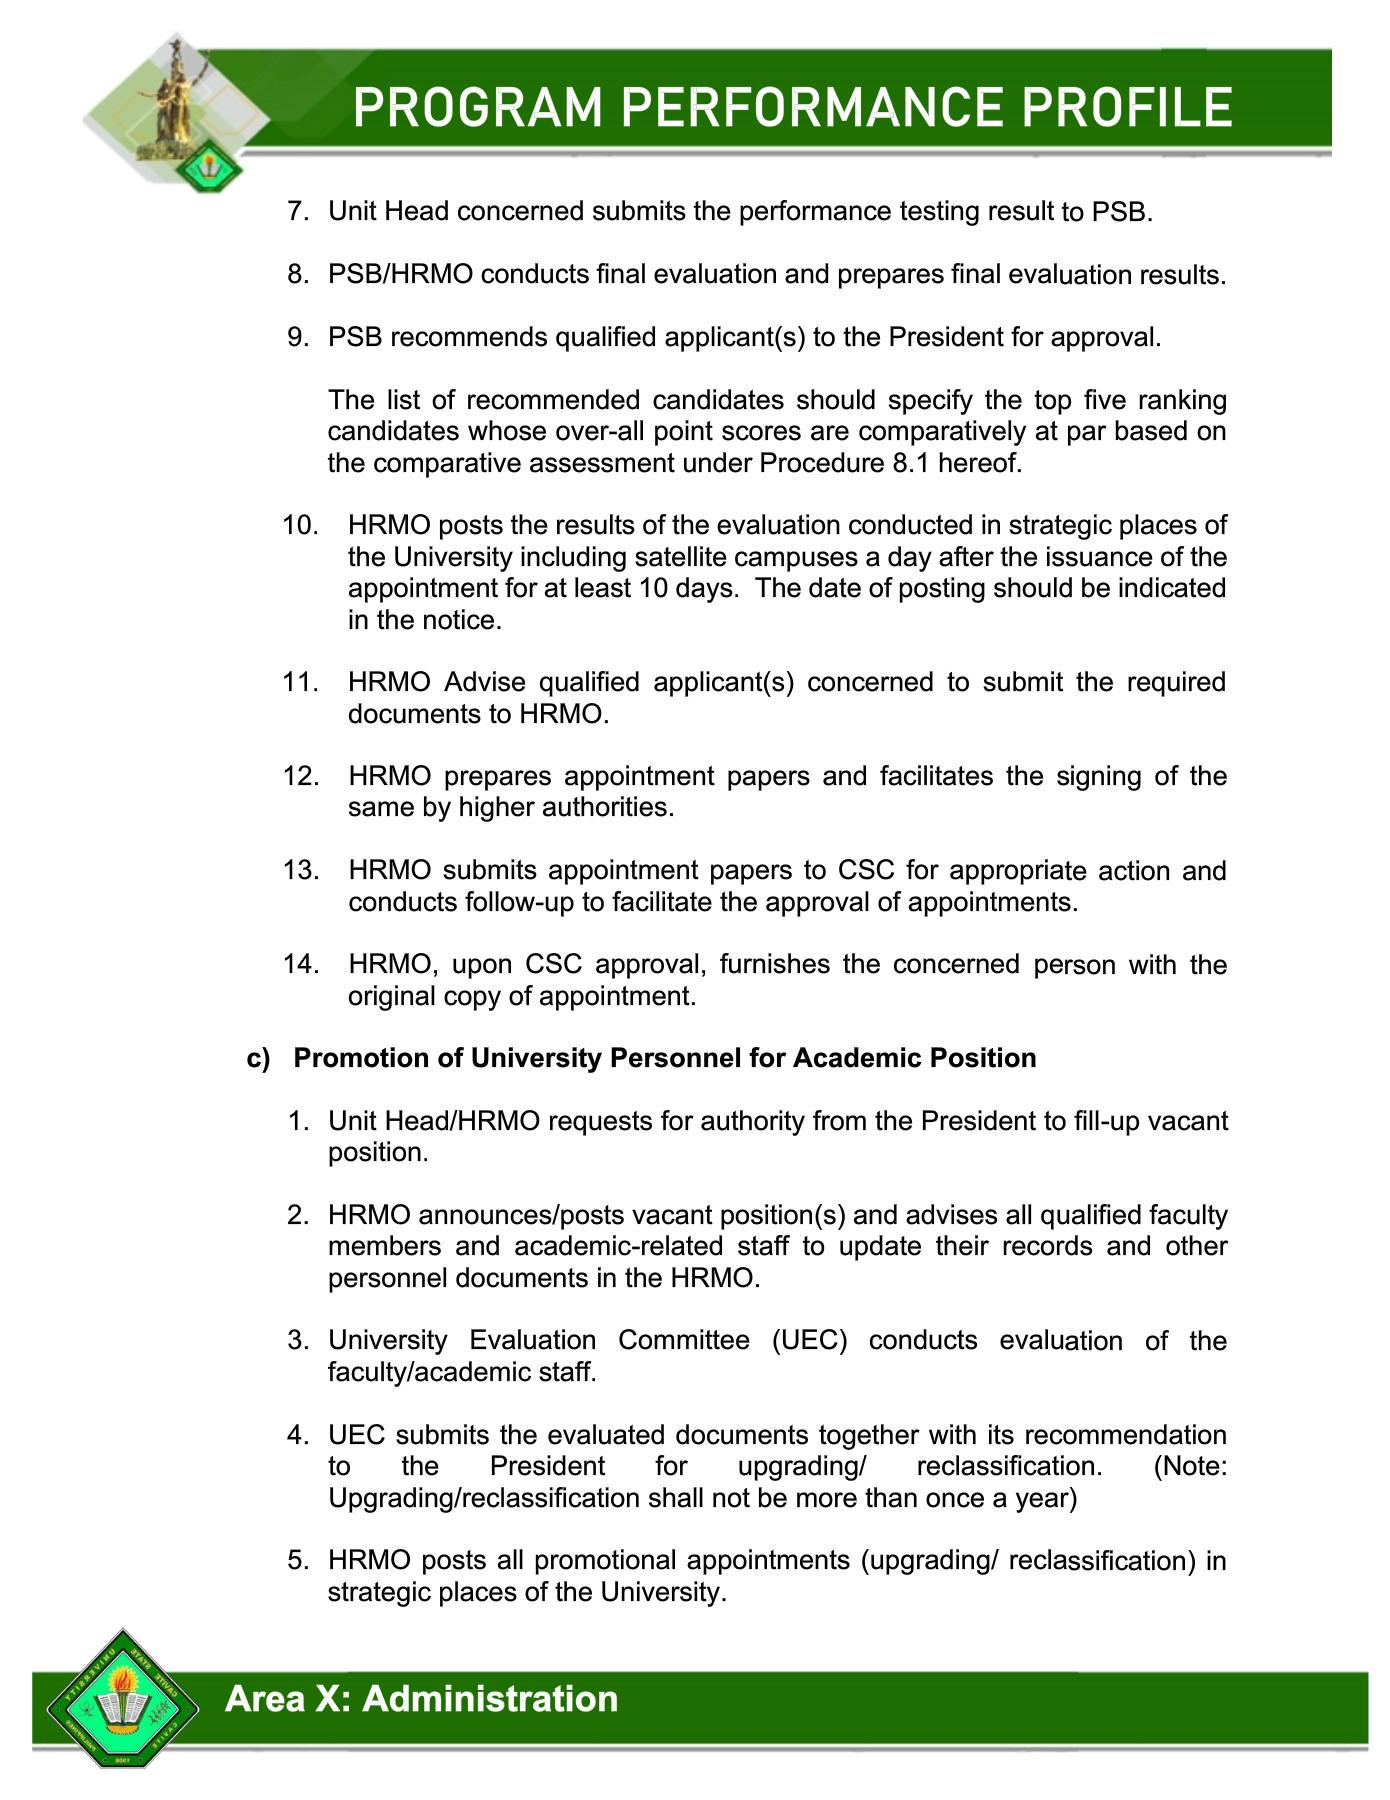 PROGRAM PERFORMANCE PROFILE
7. Unit Head concerned submits the performance testing result to PSB.
8. PSB/HRMO conducts final evaluation and prepares final evaluation results.
9. PSB recommends qualified applicant(s) to the President for approval.
The list of recommended candidates should specify the top five ranking
candidates whose over-all point scores are comparatively at par based on
the comparative assessment under Procedure 8.1 hereof.
10. HRMO posts the results of the evaluation conducted in strategic places of
the University including satellite campuses a day after the issuance of the
appointment for at least 10 days. The date of posting should be indicated
in the notice.
11. HRMO Advise qualified applicant(s) concerned to submit the required
documents to HRMO.
12. HRMO prepares appointment papers and facilitates the signing of the
same by higher authorities.
13. HRMO submits appointment papers to CSC for appropriate action and
conducts follow-up to facilitate the approval of appointments.
14. HRMO, upon CSC approval, furnishes the concerned person with the
original copy of appointment.
c) Promotion of University Personnel for Academic Position
1. Unit Head/HRMO requests for authority from the President to fill-up vacant
position.
2. HRMO announces/posts vacant position(s) and advises all qualified faculty
members and academic-related staff to update their records and other
personnel documents in the HRMO.
3. University Evaluation Committee (UEC) conducts evaluation of the
faculty/academic staff.
4. UEC submits the evaluated documents together with its recommendation
to the President for upgrading/ reclassification. (Note:
Upgrading/reclassification shall not be more than once a year)
5. HRMO posts all promotional appointments (upgrading/ reclassification) in
strategic places of the University.
CAVITE STATE UNIVERSITY
CAVITE
PHILIPPINES
1906
Area X: Administration